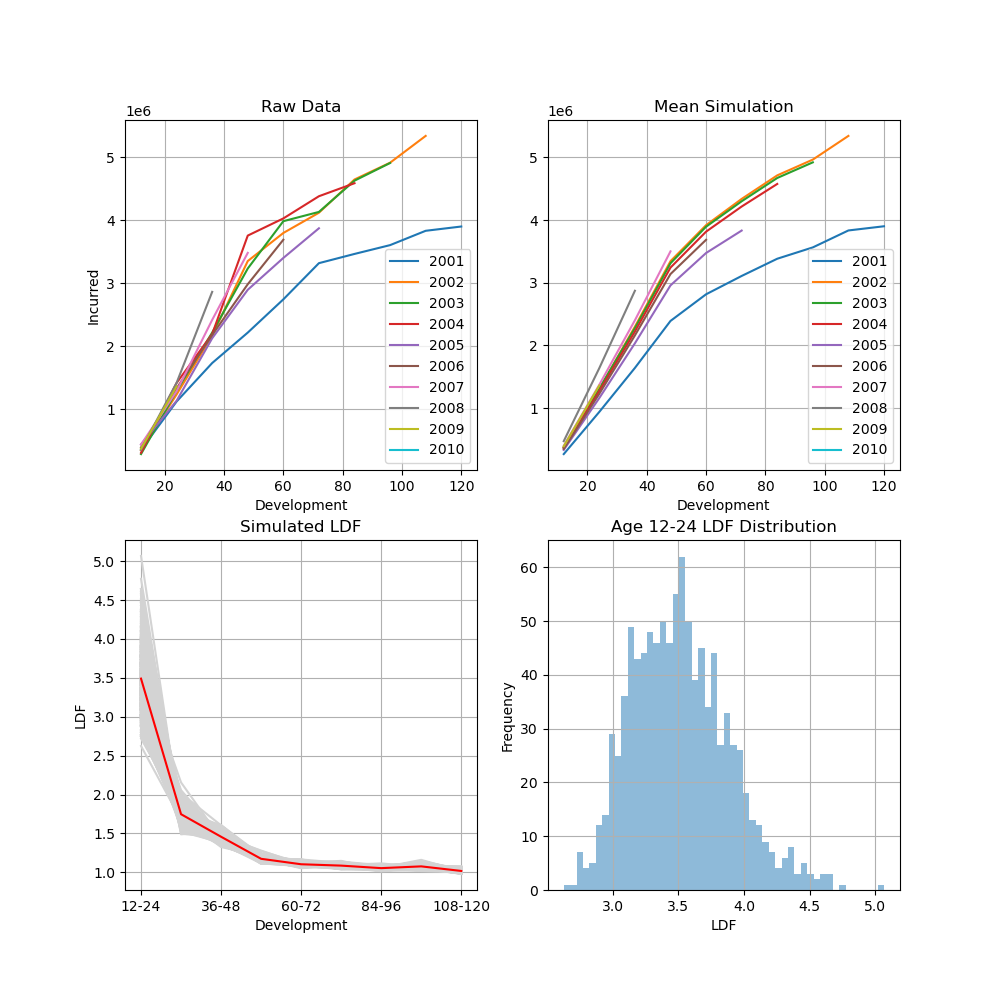 Raw Data
1e6
5
4
3
2
1
Incurred
20 40 60 80 100 120
Development
2001
2002
2003
2004
2005
2006
2007
2008
2009
2010
Mean Simulation
1e6
5
4
3
2
1
20 40 60 80 100 120
Development
2001
2002
2003
2004
2005
2006
2007
2008
2009
2010
Simulated LDF
5.0
4.5
4.0
3.5
3.0
2.5
2.0
1.5
1.0
LDF
12-24 36-48 60-72 84-96 108-120
Development
Age 12-24 LDF Distribution
60
50
40
30
20
10
0
Frequency
3.0 3.5 4.0 4.5 5.0
LDF